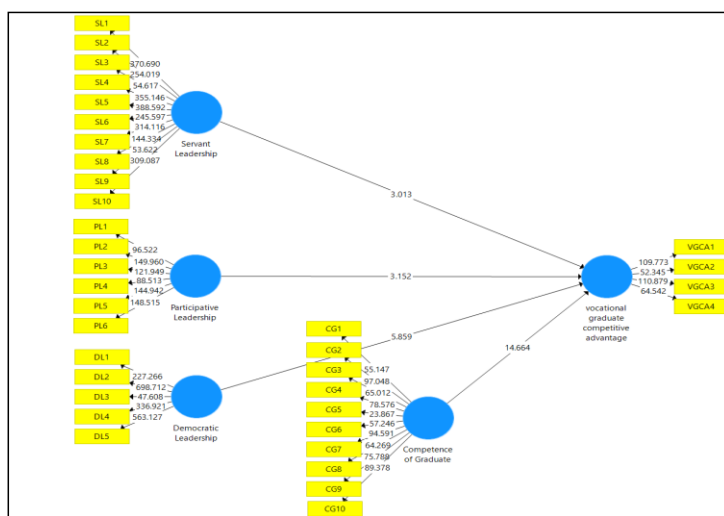 SL1
SL2
SL3
SL4
SL5
SL6
SL7
SL8
SL9
SL10
370.690
254.019
54.617
355.146
388.592
245.597
314.116
144.334
53.622
309.087
Servant
Leadership
3.013
PL1
PL2
PL3
PL4
PL5
PL6
96.522
149.960
121.949
88.513
144.942
148.515
Participative
Leadership
3.152
DL1
DL2
DL3
DL4
DL5
227.266
698.712
47.608
336.921
563.127
Democratic
Leadership
5.859
CG1
CG2
CG3
CG4
CG5
CG6
CG7
CG8
CG9
CG10
55.147
97.048
65.012
78.576
23.867
57.246
94.591
64.269
75.788
89.378
Competence
of Graduate
14.664
vocational
graduate
competitive
advantage
109.773
52.345
110.879
64.542
VGCA1
VGCA2
VGCA3
VGCA4